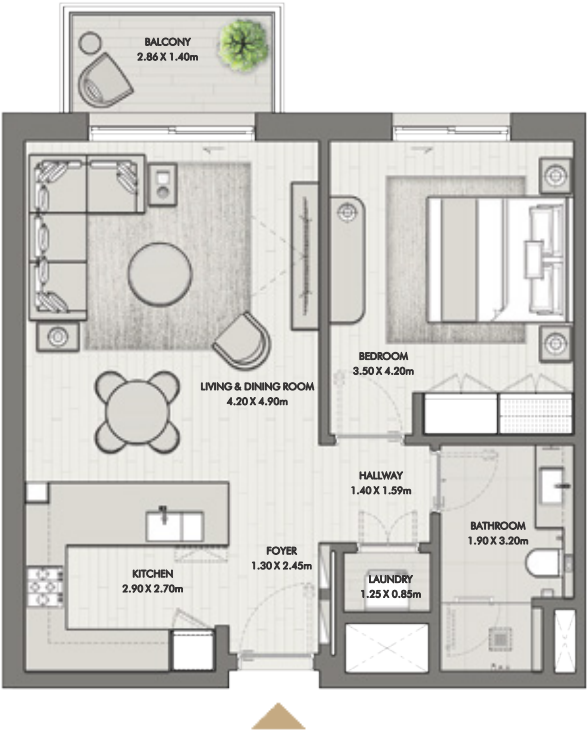 BALCONY
2.86 X 1.40m
BEDROOM
3.50 X 4.20m
LIVING & DINING ROOM
4.20 X 4.90m
HALLWAY
1.40 X 1.59m
BATHROOM
1.90 X 3.20m
FOYER
1.30 X 2.45m
KITCHEN
2.90 X 2.70m
LAUNDRY
1.25 X 0.85m